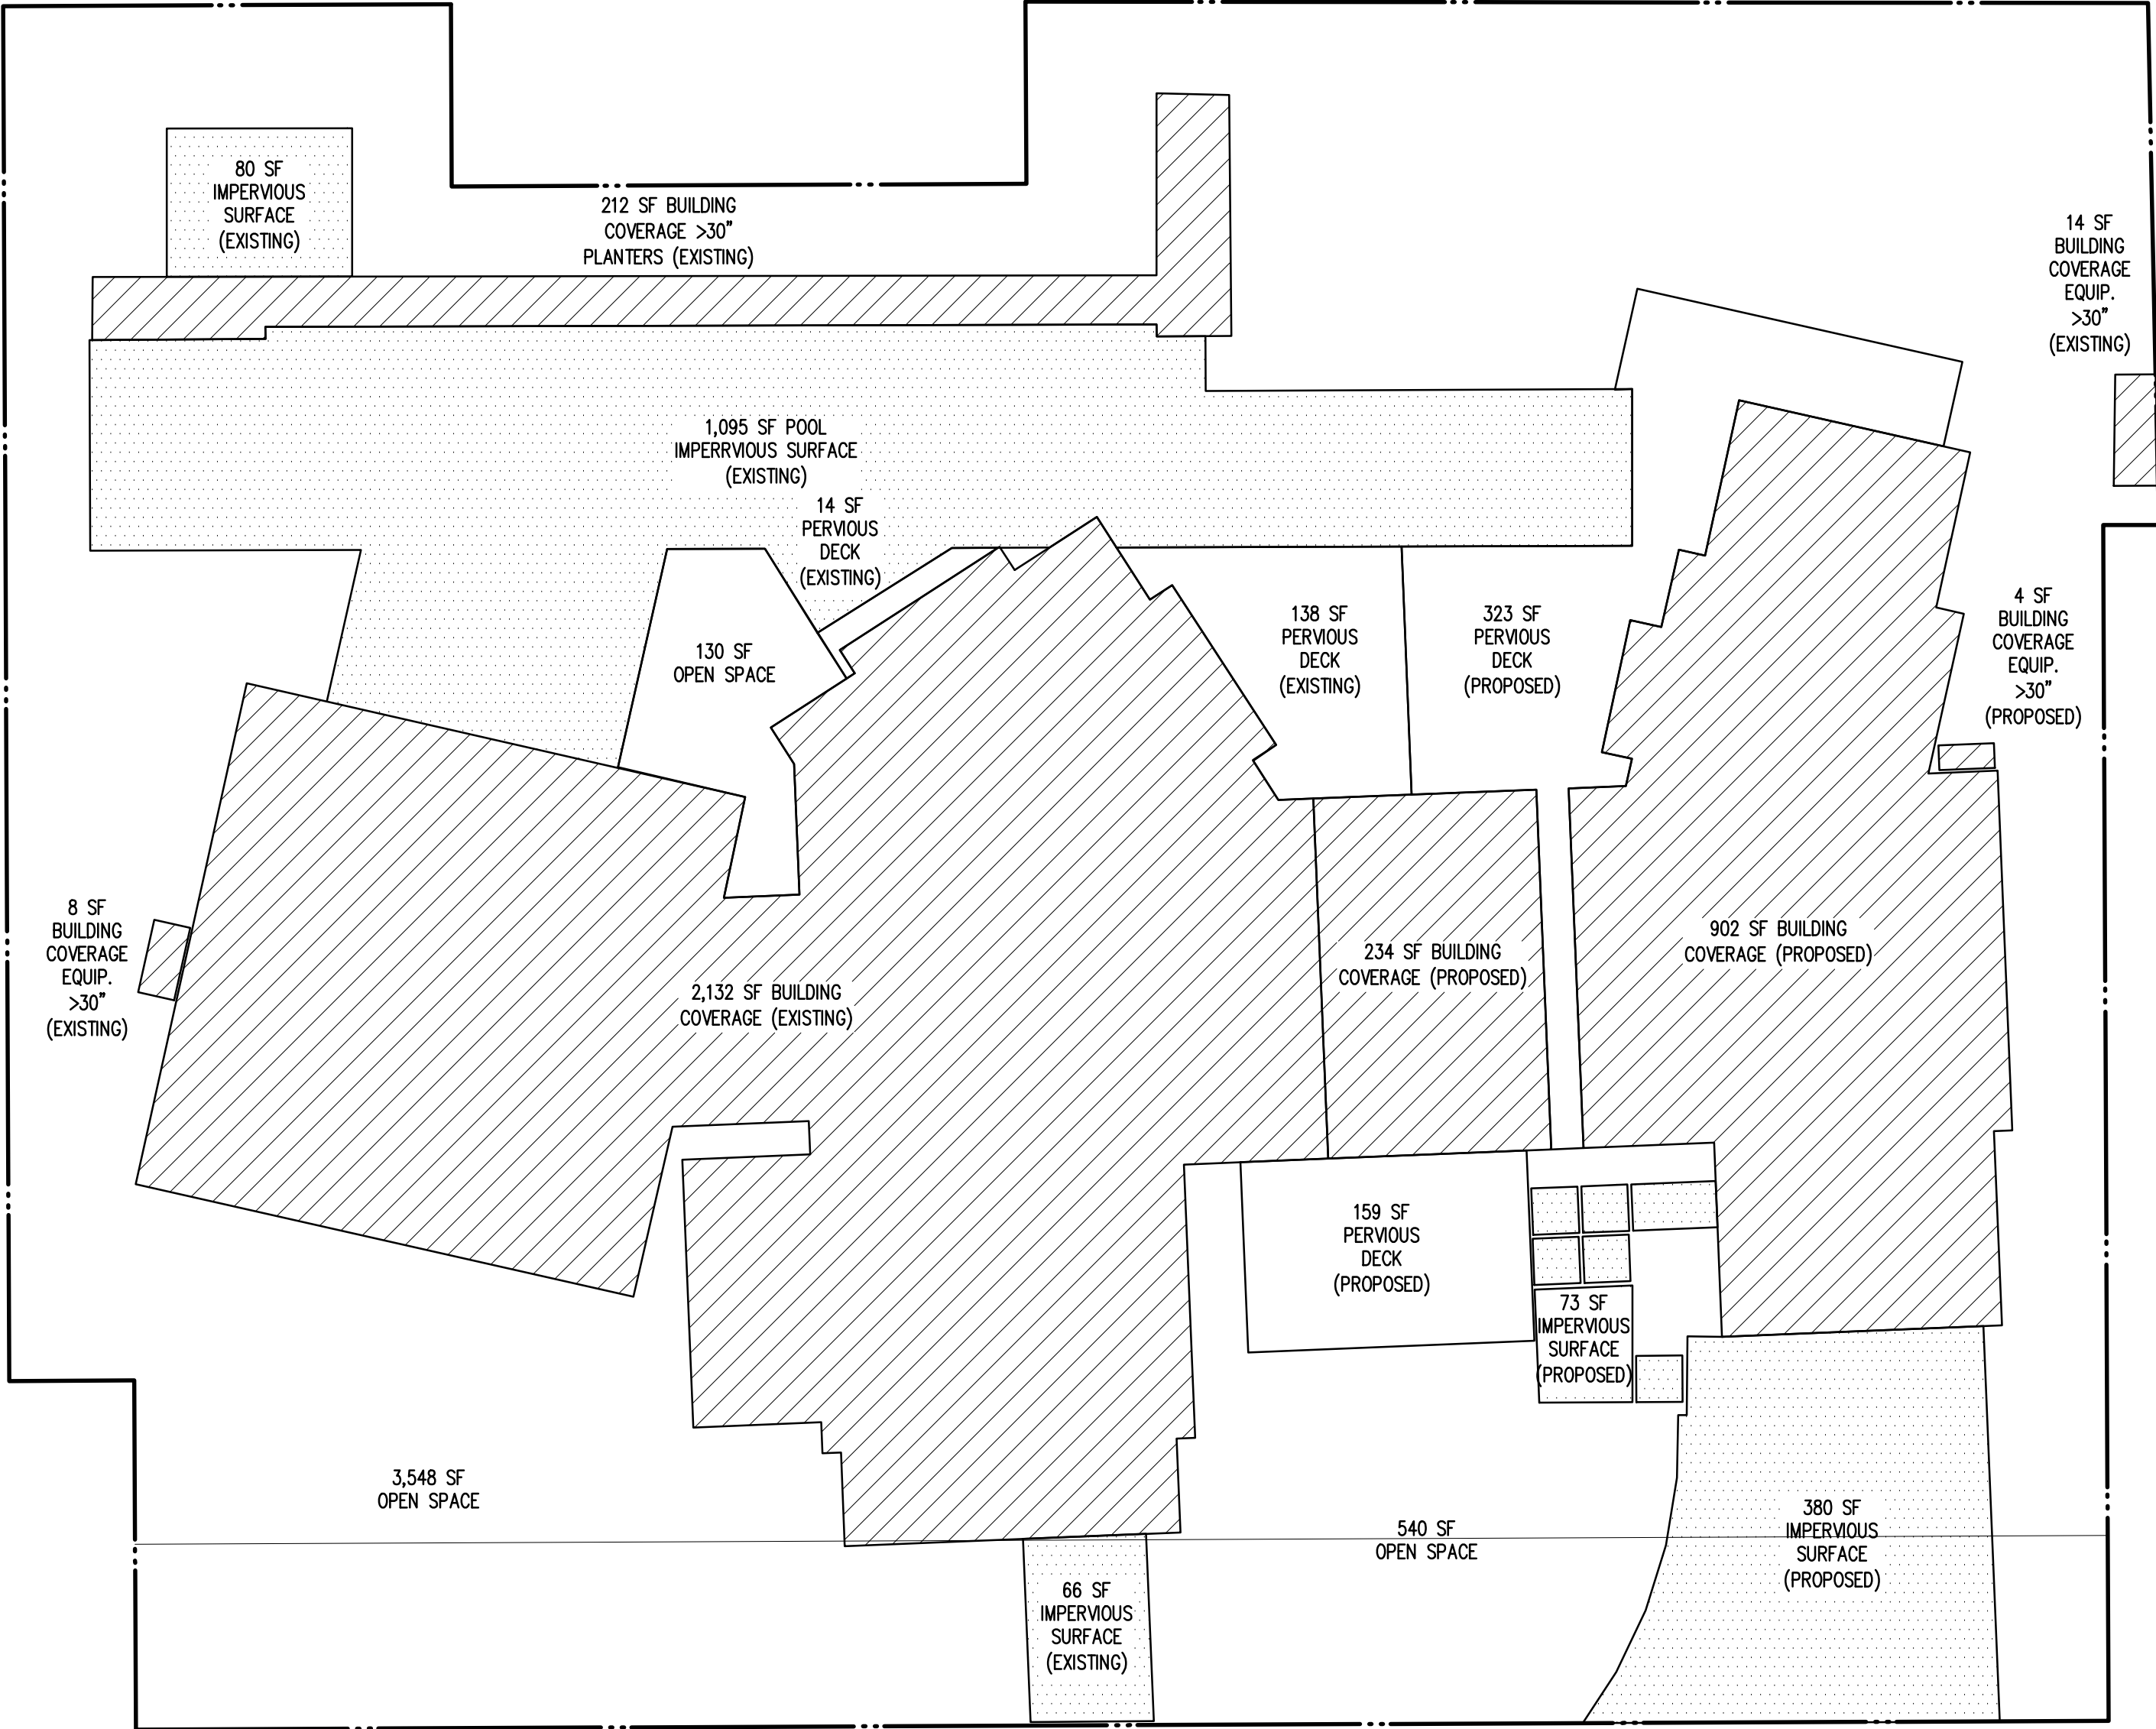 80 SF
IMPERVIOUS
SURFACE
(EXISTING)
212 SF BUILDING
COVERAGE >30"
PLANTERS (EXISTING)
14 SF
BUILDING
COVERAGE
EQUIP.
>30"
(EXISTING)
1,095 SF POOL
IMPERRVIOUS SURFACE
(EXISTING)
14 SF
PERVIOUS
DECK
(EXISTING)
130 SF
OPEN SPACE
138 SF
PERVIOUS
DECK
(EXISTING)
323 SF
PERVIOUS
DECK
(PROPOSED)
4 SF
BUILDING
COVERAGE
EQUIP.
>30"
(PROPOSED)
8 SF
BUILDING
COVERAGE
EQUIP.
>30"
(EXISTING)
2,132 SF BUILDING
COVERAGE (EXISTING)
234 SF BUILDING
COVERAGE (PROPOSED)
902 SF BUILDING
COVERAGE (PROPOSED)
159 SF
PERVIOUS
DECK
(PROPOSED)
73 SF
IMPERVIOUS
SURFACE
(PROPOSED)
3,548 SF
OPEN SPACE
540 SF
OPEN SPACE
380 SF
IMPERVIOUS
SURFACE
(PROPOSED)
66 SF
IMPERVIOUS
SURFACE
(EXISTING)